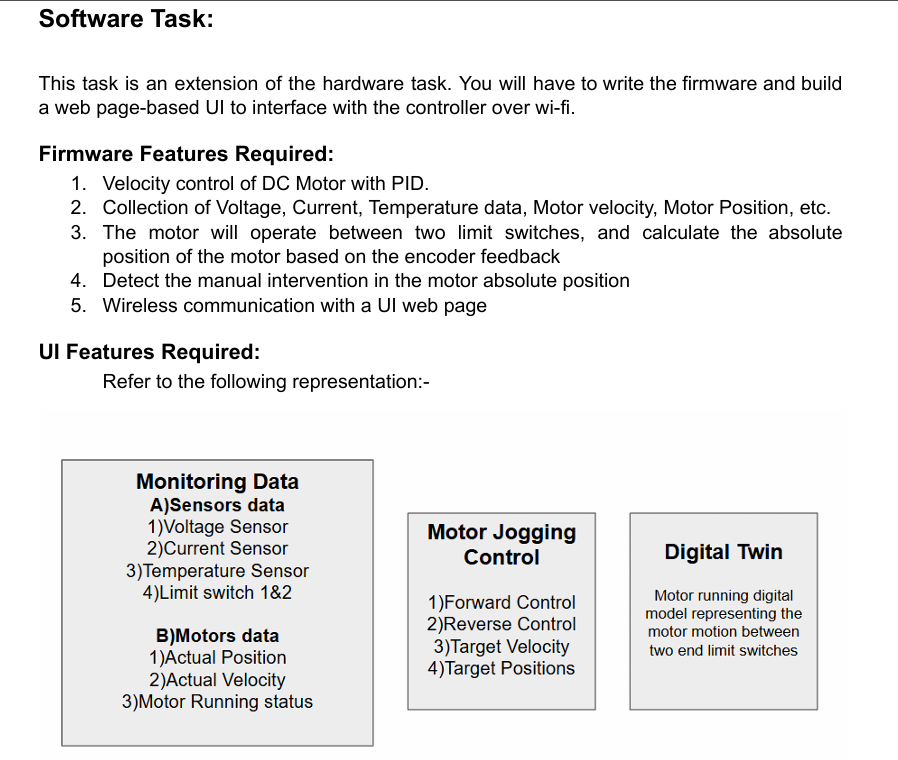 Software Task:
This task is an extension of the hardware task. You will have to write the firmware and build
a web page-based UI to interface with the controller over wi-fi.
Firmware Features Required:
1. Velocity control of DC Motor with PID.
2. Collection of Voltage, Current, Temperature data, Motor velocity, Motor Position, etc.
3. The motor will operate between two limit switches, and calculate the absolute
position of the motor based on the encoder feedback
4. Detect the manual intervention in the motor absolute position
5. Wireless communication with a UI web page
UI Features Required:
Refer to the following representation:-
Monitoring Data
A)Sensors data
1)Voltage Sensor
2)Current Sensor
3)Temperature Sensor
4)Limit switch 1&2
B)Motors data
1)Actual Position
2)Actual Velocity
3)Motor Running status
Motor Jogging
Control
1)Forward Control
2)Reverse Control
3)Target Velocity
4)Target Positions
Digital Twin
Motor running digital
model representing the
motor motion between
two end limit switches